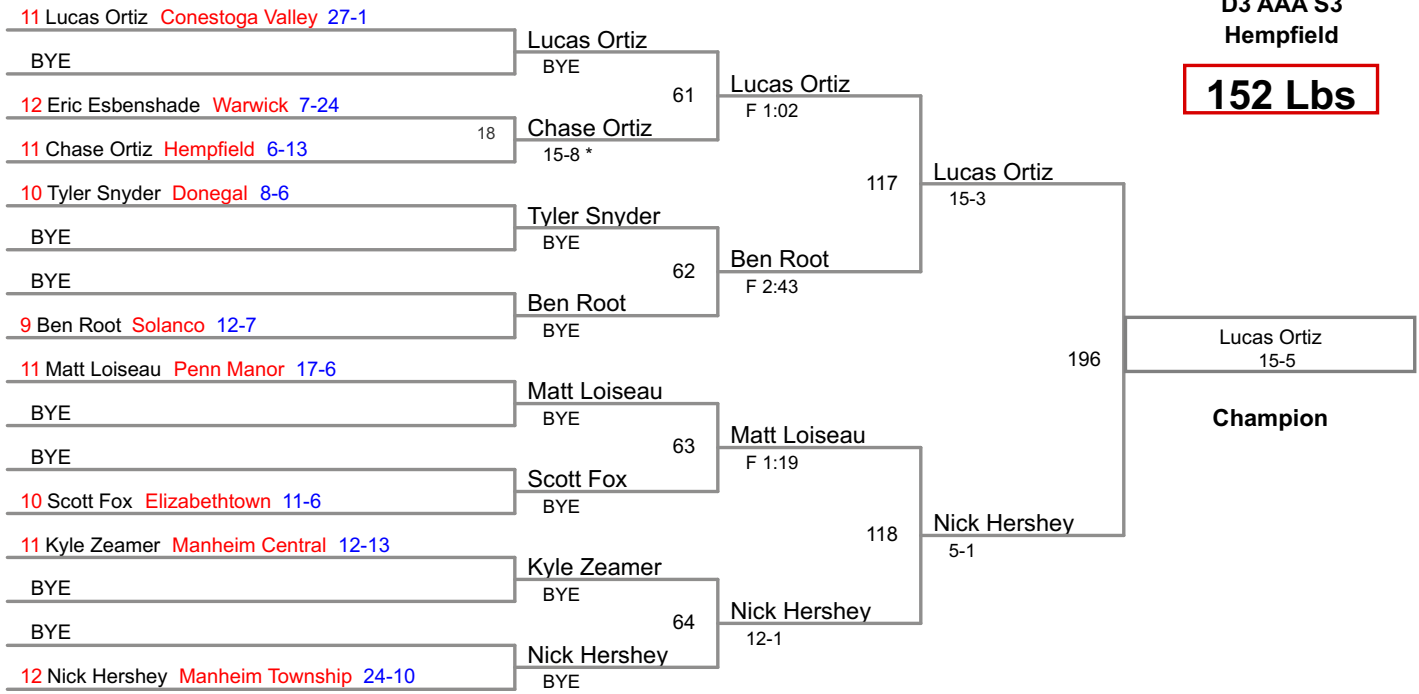 D3 AAA S3
Hempfield
152 Lbs
11 Lucas Ortiz Conestoga Valley 27-1
BYE
12 Eric Esbenshade Warwick 7-24
11 Chase Ortiz Hempfield 6-13
10 Tyler Snyder Donegal 8-6
BYE
BYE
9 Ben Root Solanco 12-7
11 Matt Loiseau Penn Manor 17-6
BYE
BYE
10 Scott Fox Elizabethtown 11-6
11 Kyle Zeamer Manheim Central 12-13
BYE
BYE
12 Nick Hershey Manheim Township 24-10
Lucas Ortiz
BYE
18
Chase Ortiz
15-8 *
Tyler Snyder
BYE
Ben Root
BYE
Matt Loiseau
BYE
Scott Fox
BYE
Kyle Zeamer
BYE
Nick Hershey
BYE
61
Lucas Ortiz
F 1:02
62
Ben Root
F 2:43
63
Matt Loiseau
F 1:19
64
Nick Hershey
12-1
117
Lucas Ortiz
15-3
118
Nick Hershey
5-1
196
Lucas Ortiz
15-5
Champion